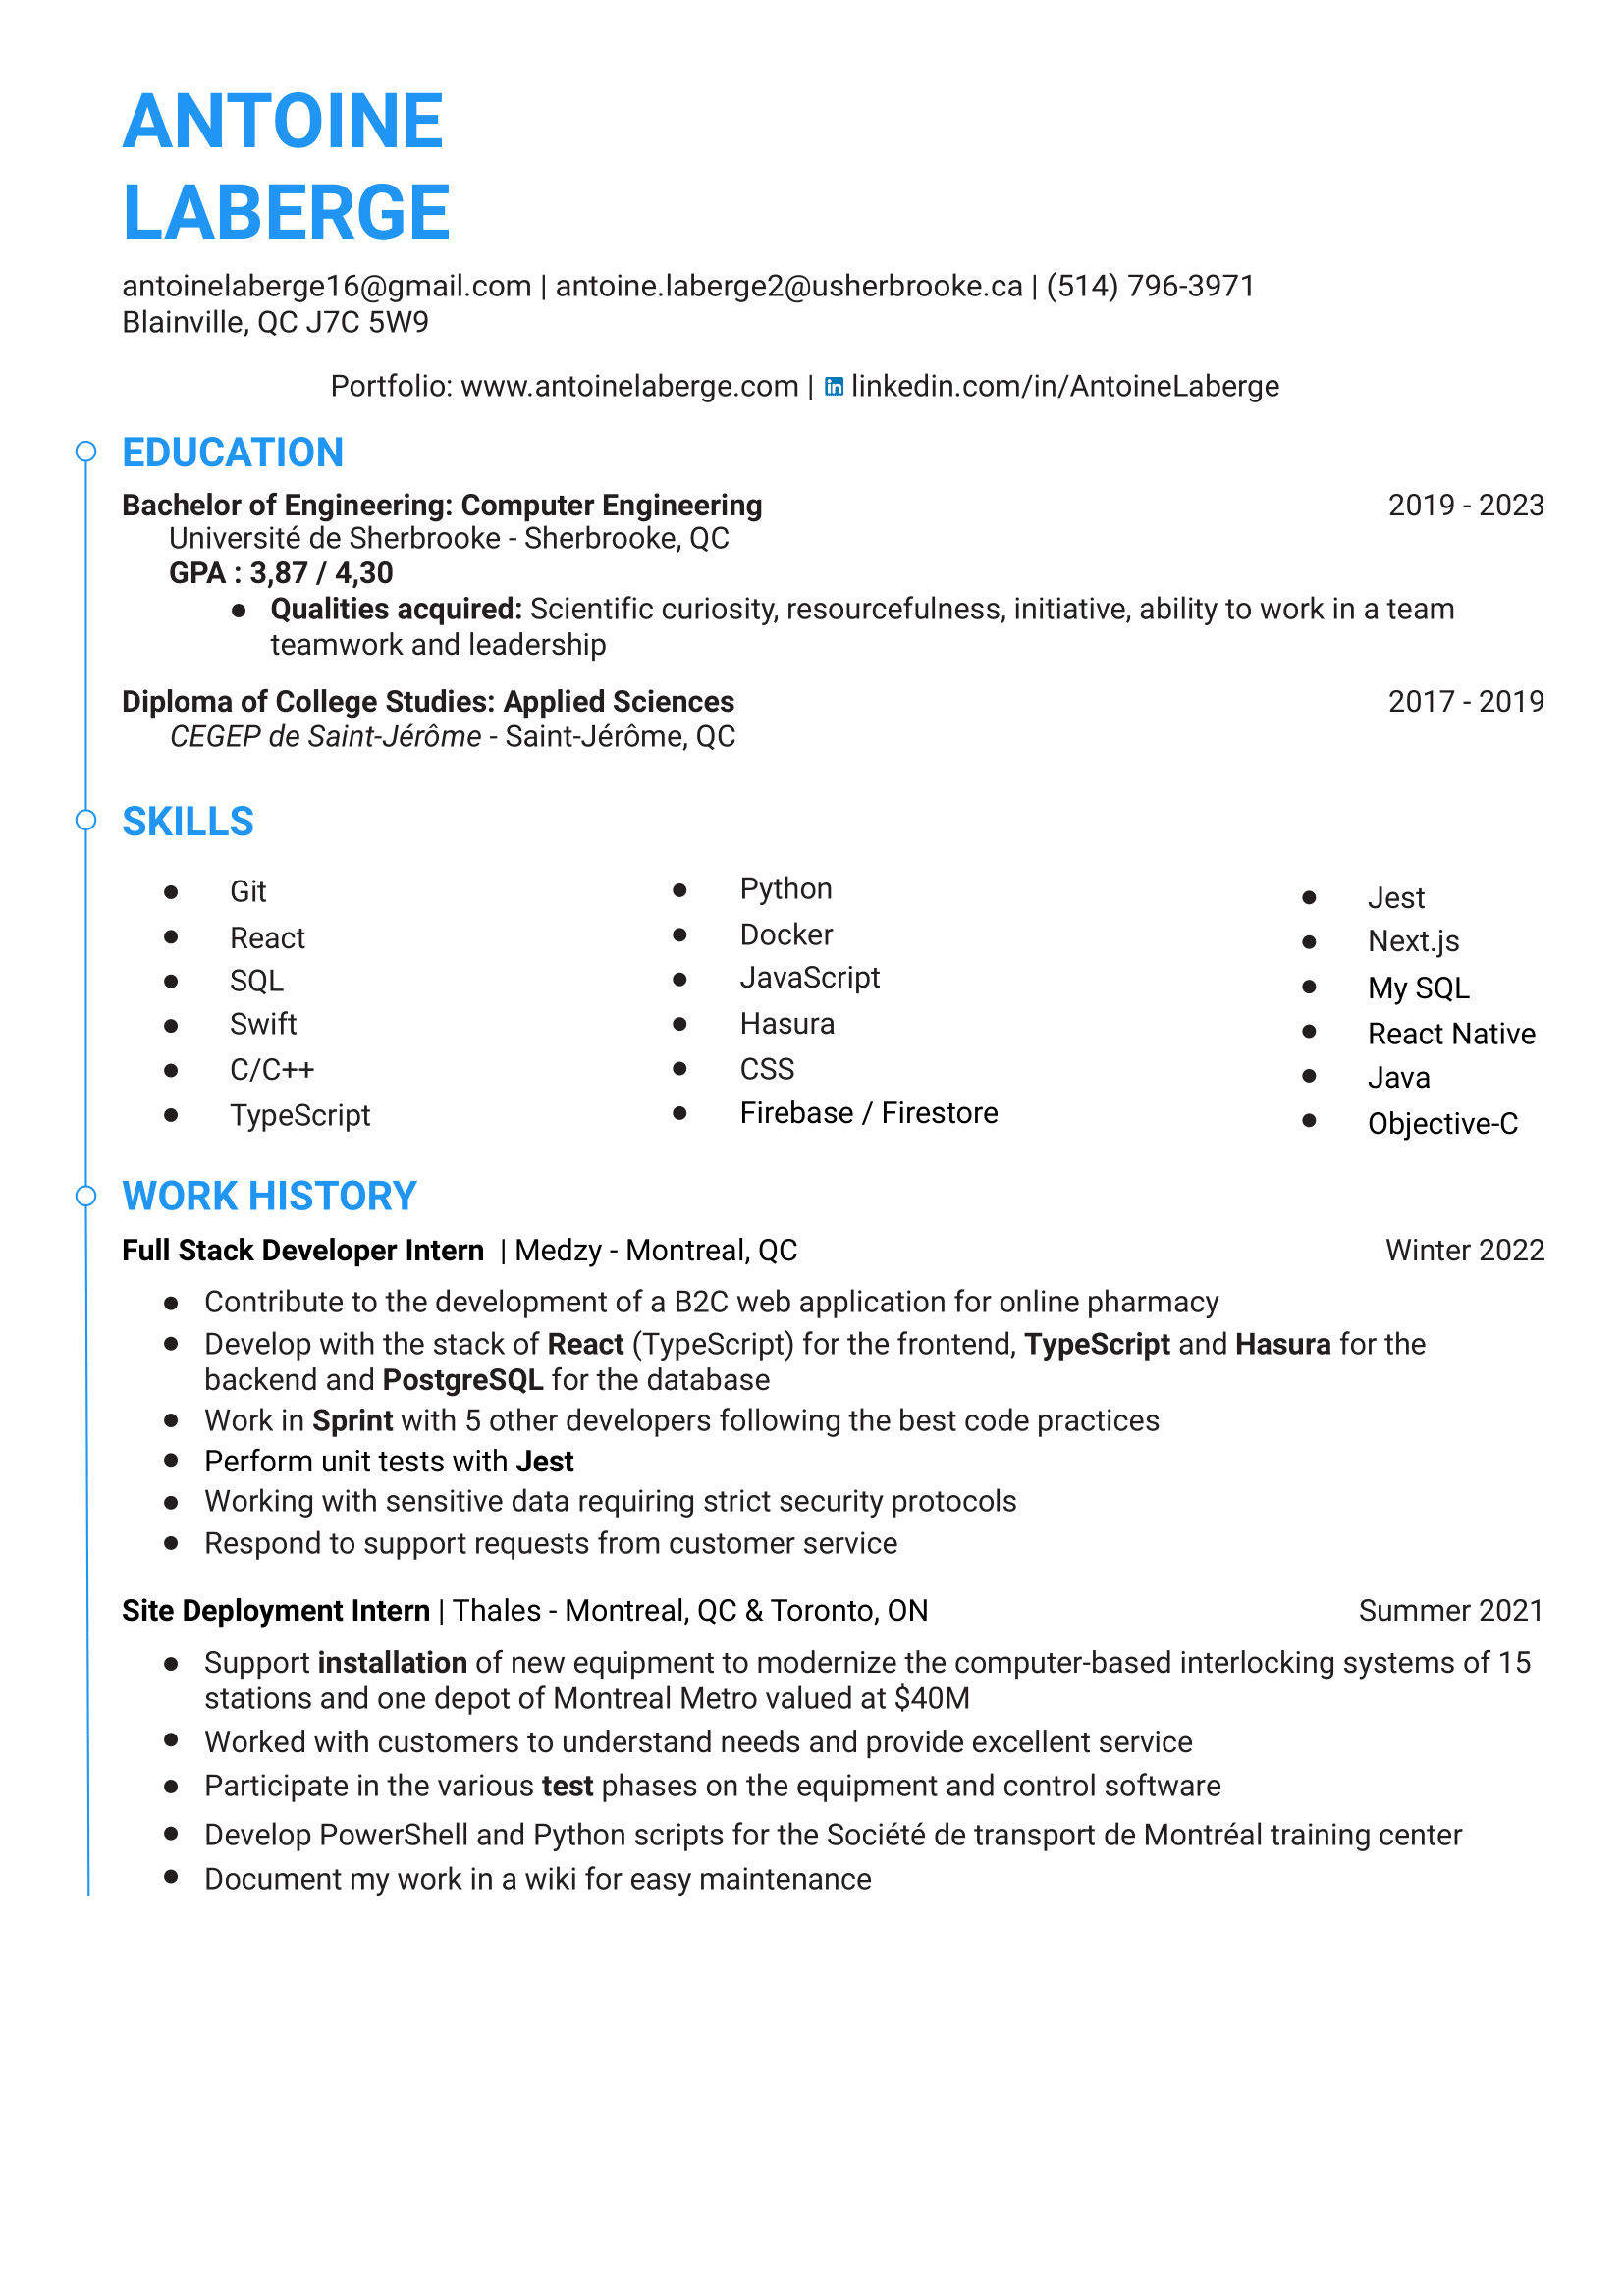 ANTOINE
LABERGE
antoinelaberge16@gmail.com | antoine.laberge2@usherbrooke.ca | (514) 796-3971
Blainville, QC J7C 5W9
Portfolio: www.antoinelaberge.com | in linkedin.com/in/AntoineLaberge
EDUCATION
Bachelor of Engineering: Computer Engineering 2019 - 2023
Université de Sherbrooke - Sherbrooke, QC
GPA : 3,87 / 4,30
• Qualities acquired: Scientific curiosity, resourcefulness, initiative, ability to work in a team
teamwork and leadership
Diploma of College Studies: Applied Sciences 2017 - 2019
CEGEP de Saint-Jérôme - Saint-Jérôme, QC
SKILLS
• Git
• React
• SQL
• Swift
• C/C++
• TypeScript
• Python
• Docker
• JavaScript
• Hasura
• CSS
• Firebase / Firestore
• Jest
• Next.js
• My SQL
• React Native
• Java
• Objective-C
WORK HISTORY
Full Stack Developer Intern | Medzy - Montreal, QC Winter 2022
• Contribute to the development of a B2C web application for online pharmacy
• Develop with the stack of React (TypeScript) for the frontend, TypeScript and Hasura for the
backend and PostgreSQL for the database
• Work in Sprint with 5 other developers following the best code practices
• Perform unit tests with Jest
• Working with sensitive data requiring strict security protocols
• Respond to support requests from customer service
Site Deployment Intern | Thales - Montreal, QC & Toronto, ON Summer 2021
• Support installation of new equipment to modernize the computer-based interlocking systems of 15
stations and one depot of Montreal Metro valued at $40M
• Worked with customers to understand needs and provide excellent service
• Participate in the various test phases on the equipment and control software
• Develop PowerShell and Python scripts for the Société de transport de Montréal training center
• Document my work in a wiki for easy maintenance